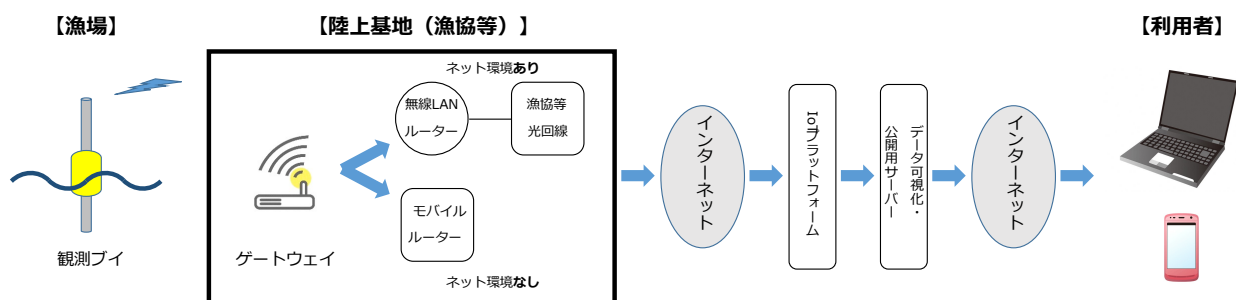 【漁場】
【陸上基地（漁協等）】
【利用者】
ネット環境あり
無線LAN
ルーター
漁協等
光回線
モバイル
ルーター
ネット環境なし
観測ブイ
ゲートウェイ
インターネット
IoTプラットフォーム
データ可視化・
公開用サーバー
インターネット